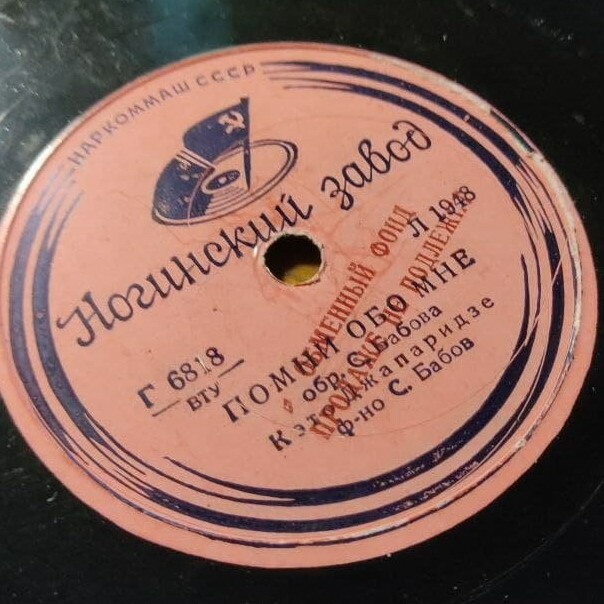 НАРКОММАШ СССР
Ногинский завод
Г 6818
ВТУ
Л 1948
ПОМНИ ОБО МНЕ
обр. С. Бабова
Кэто Джапаридзе
ф-но С. Бабов
ОБМЕННЫЙ ФОНД
ПРОДАЖЕ НЕ ПОДЛЕЖИТ